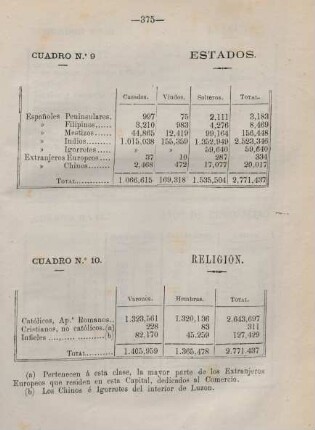 —375—
CUADRO N.º 9 ESTADOS.
Casados. Viudos. Solteros. TOTAL.
Españoles Peninsulares. 997 75 2,111 3,183
» Filipinos...... 3,210 983 4,276 8,469
» Mestizos...... 44,865 12,419 99,164 156,448
» Indios......... 1.015,038 155,359 1.352,949 2.523,346
» Igorrotes..... » » 59,640 59,640
Extranjeros Europeos.... 37 10 287 334
» Chinos....... 2,468 472 17,077 20,017
TOTAL............ 1.066,615 169,318 1.535,504 2.771,437
CUADRO N.º 10. RELIGION.
Varones. Hembras. TOTAL.
Católicos, Ap.º Romanos.. 1.323,561 1.320,136 2.643,697
Cristianos, no católicos.(a) 228 83 311
Infieles ................(b) 82,170 45,259 127,429
TOTAL.......... 1.405,959 1.365,478 2.771,437
(a) Pertenecen á esta clase, la mayor parte de los Extranjeros
Europeos que residen en esta Capital, dedicados al Comercio.
(b) Los Chinos é Igorrotes del interior de Luzon.